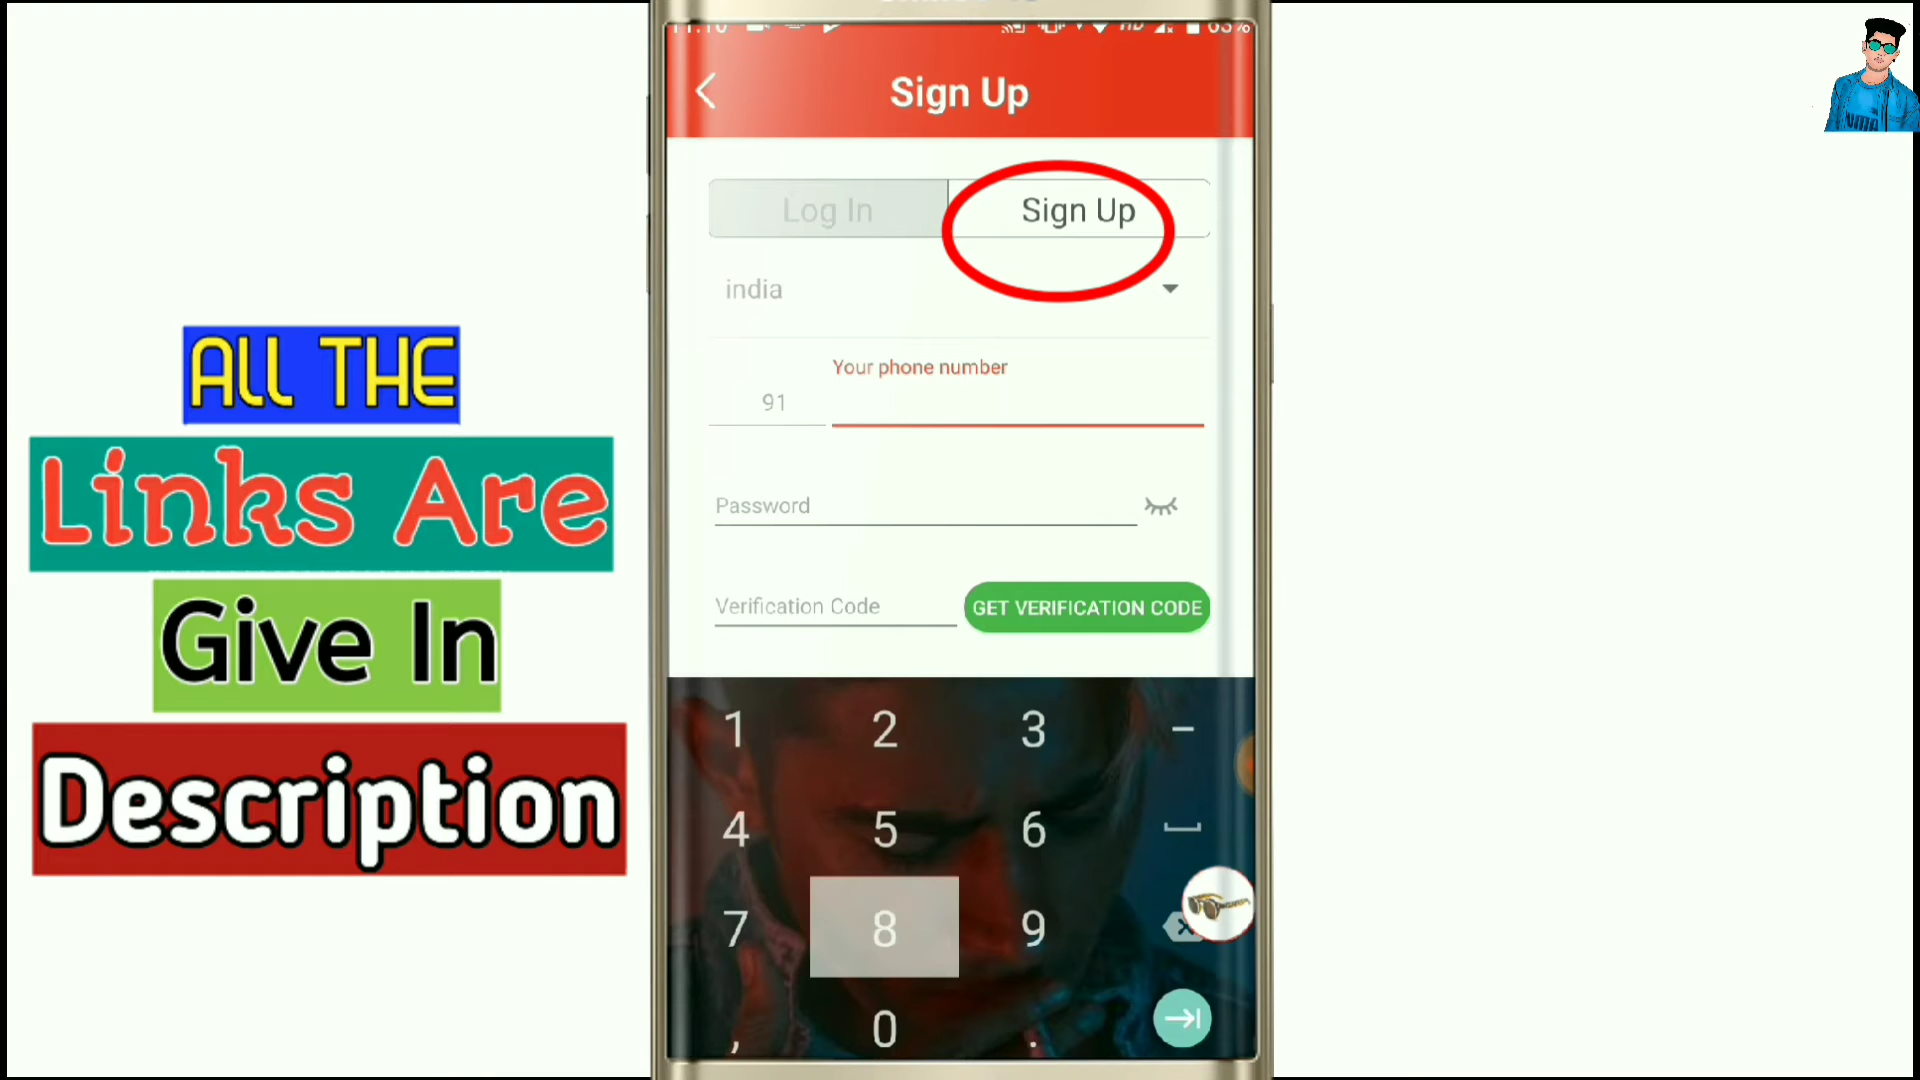 Sign Up
Log In
Sign Up
india
Your phone number
91
Password
Verification Code
GET VERIFICATION CODE
ALL THE
Links Are
Give In
Description
1 2 3 -
4 5 6
7 8 9
, 0 .